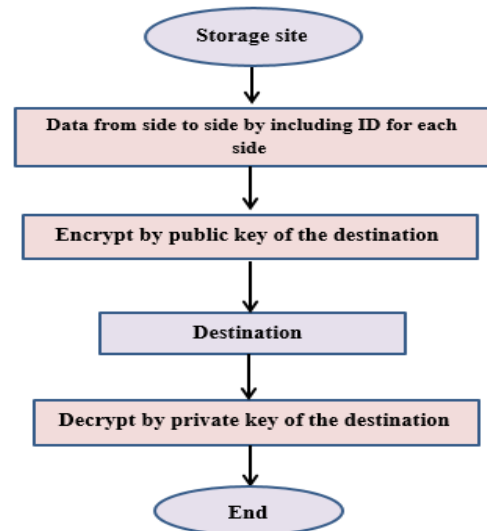 Storage site
Data from side to side by including ID for each
side
Encrypt by public key of the destination
Destination
Decrypt by private key of the destination
End